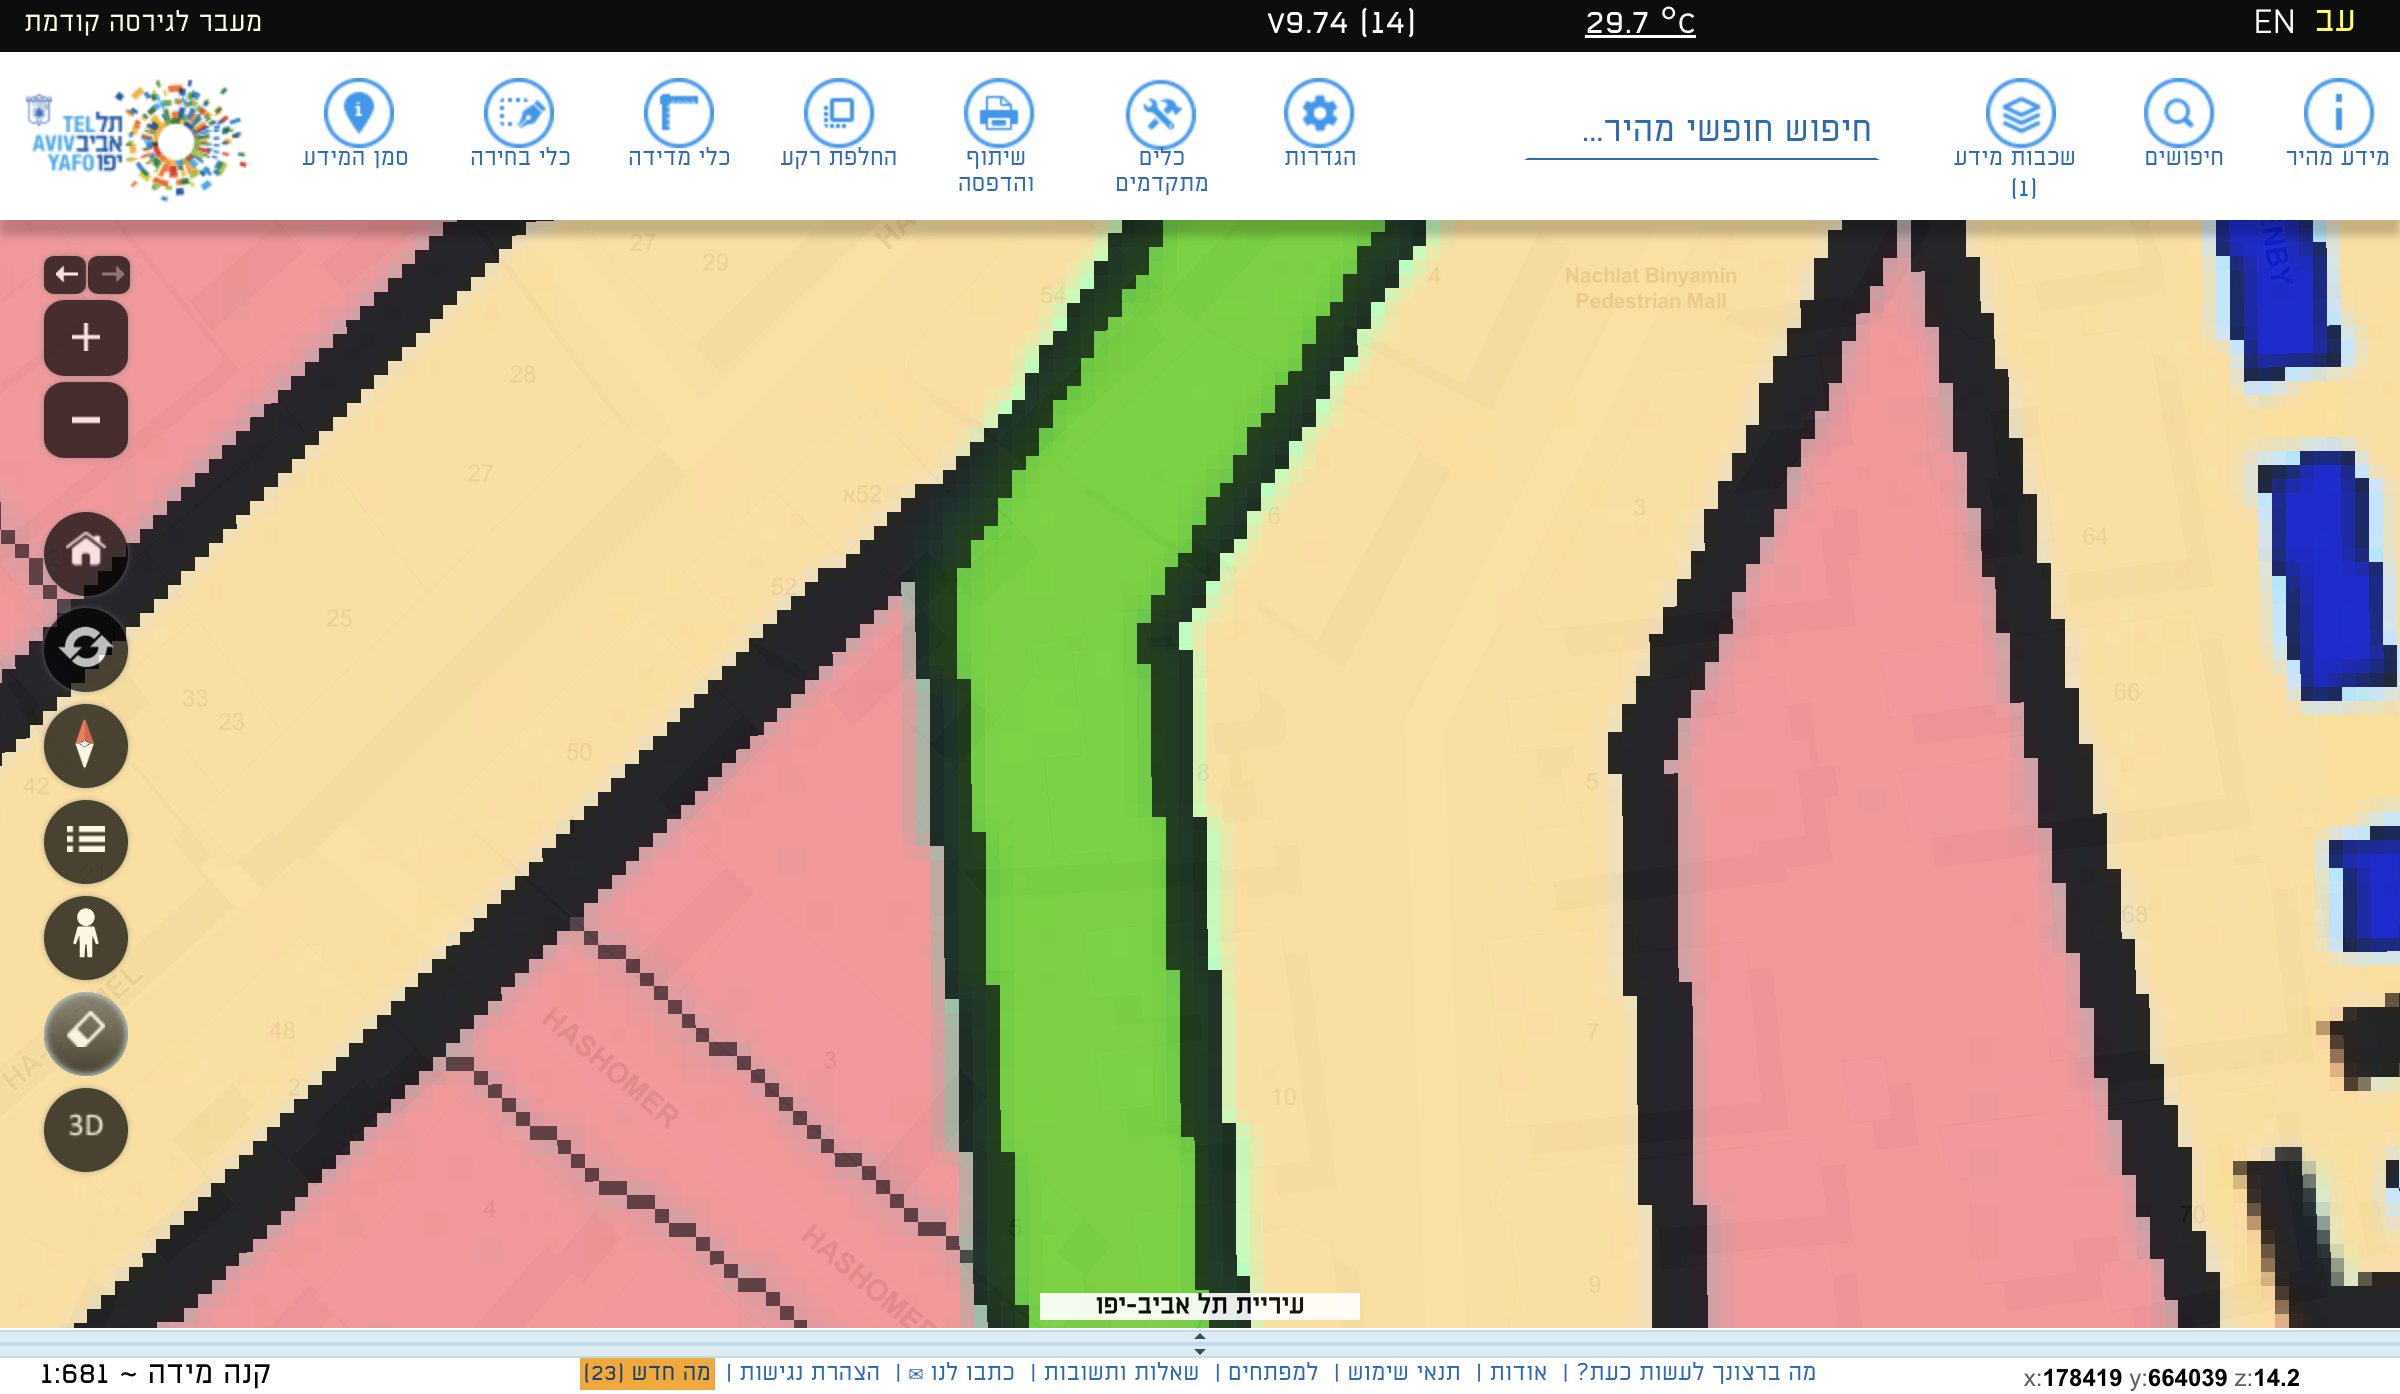 מעבר לגירסה קודמת
V9.74 (14)
29.7 °C
EN עב
TEL AVIV YAFO
תל אביב יפו
סמן המידע
כלי בחירה
כלי מדידה
החלפת רקע
שיתוף
והדפסה
כלים
מתקדמים
הגדרות
חיפוש חופשי מהיר...
שכבות מידע
(1)
חיפושים
מידע מהיר
27
29
54
4
Nachlat Binyamin
Pedestrian Mall
ENBY
28
27
52א
6
3
64
52
25
33
23
66
50
8
5
42
68
HA-
MEL
48
HASHOMER
3
7
2
10
4
5
70
HASHOMER
9
3D
עיריית תל אביב-יפו
קנה מידה ~ 1:681
מה ברצונך לעשות כעת? | אודות | תנאי שימוש | למפתחים | שאלות ותשובות | כתבו לנו ✉ | הצהרת נגישות | מה חדש (23)
x:178419 y:664039 z:14.2